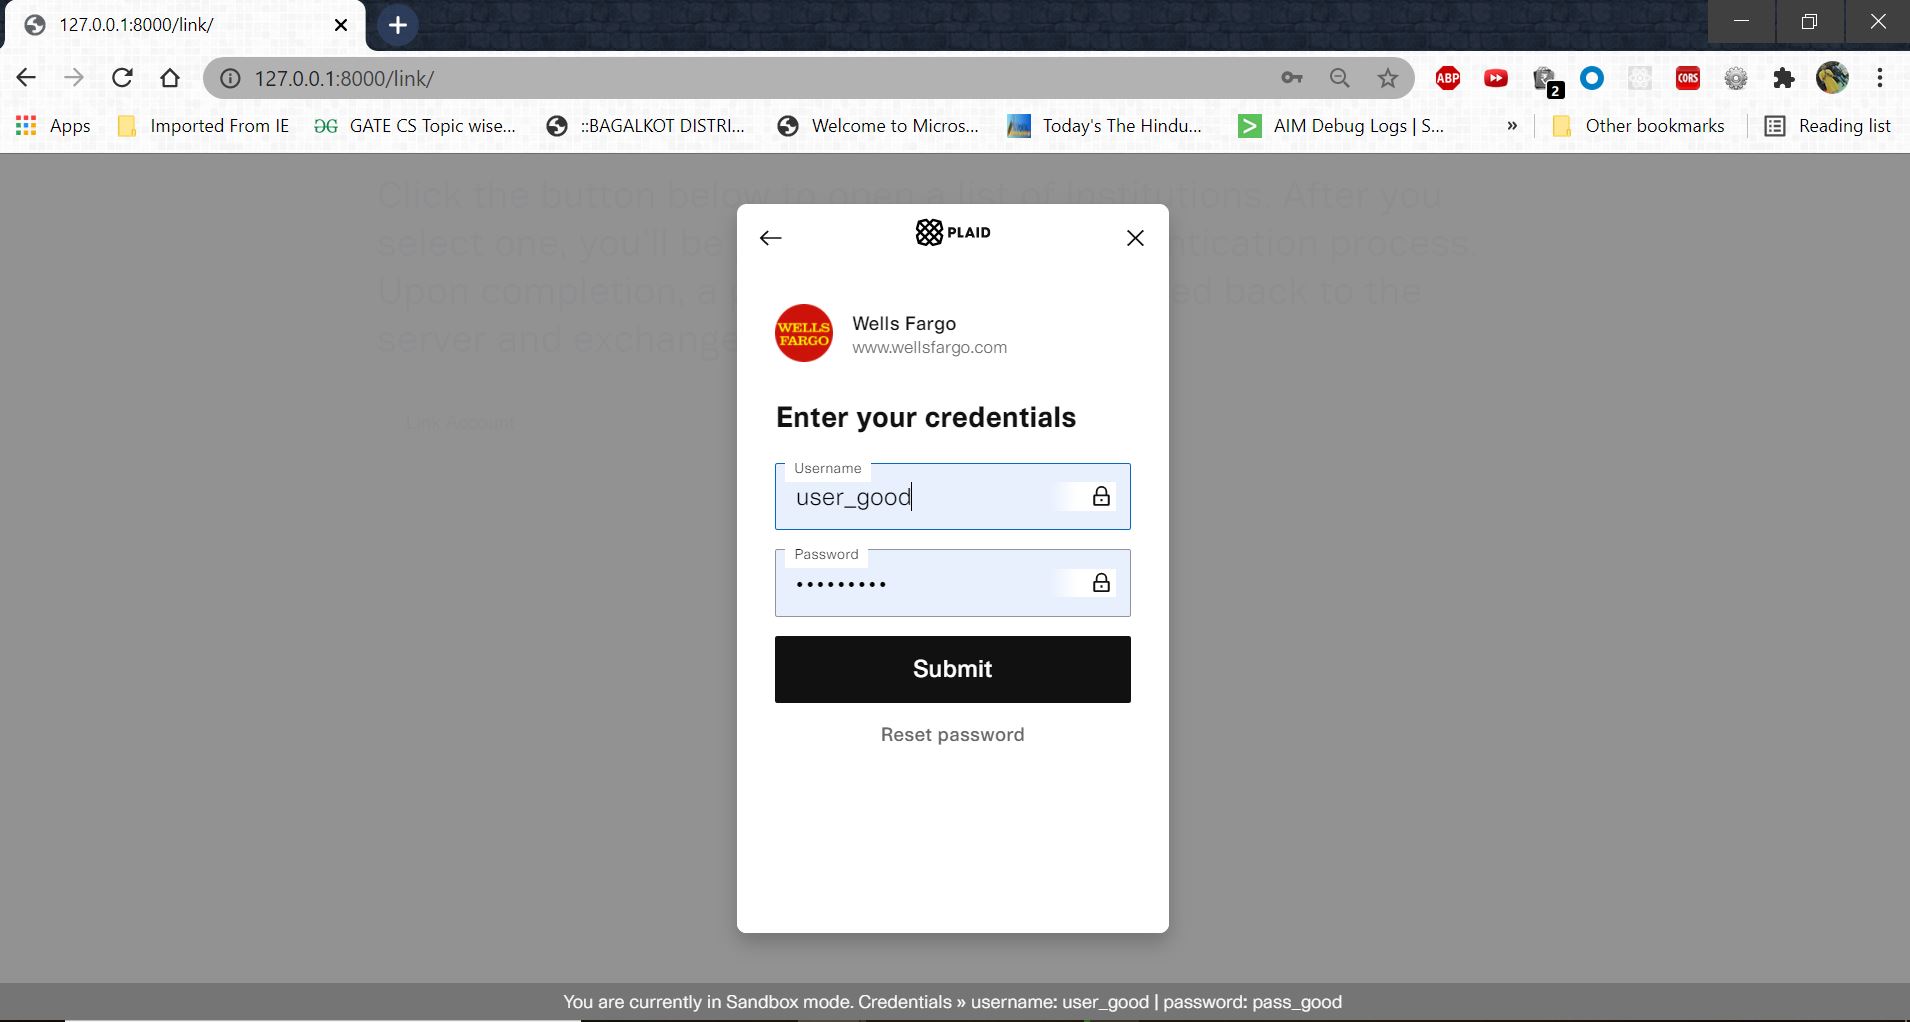 127.0.0.1:8000/link/
127.0.0.1:8000/link/
ABP
2
CORS
Apps
Imported From IE
GATE CS Topic wise...
::BAGALKOT DISTRI...
Welcome to Micros...
Today's The Hindu...
AIM Debug Logs | S...
»
Other bookmarks
Reading list
Click the button below to open a list of Institutions. After you
select one, you'll be
ntication process.
Upon completion, a
ed back to the
server and exchange
Link Account
PLAID
WELLS
FARGO
Wells Fargo
www.wellsfargo.com
Enter your credentials
Username
user_good
Password
•••••••••
Submit
Reset password
You are currently in Sandbox mode. Credentials » username: user_good | password: pass_good